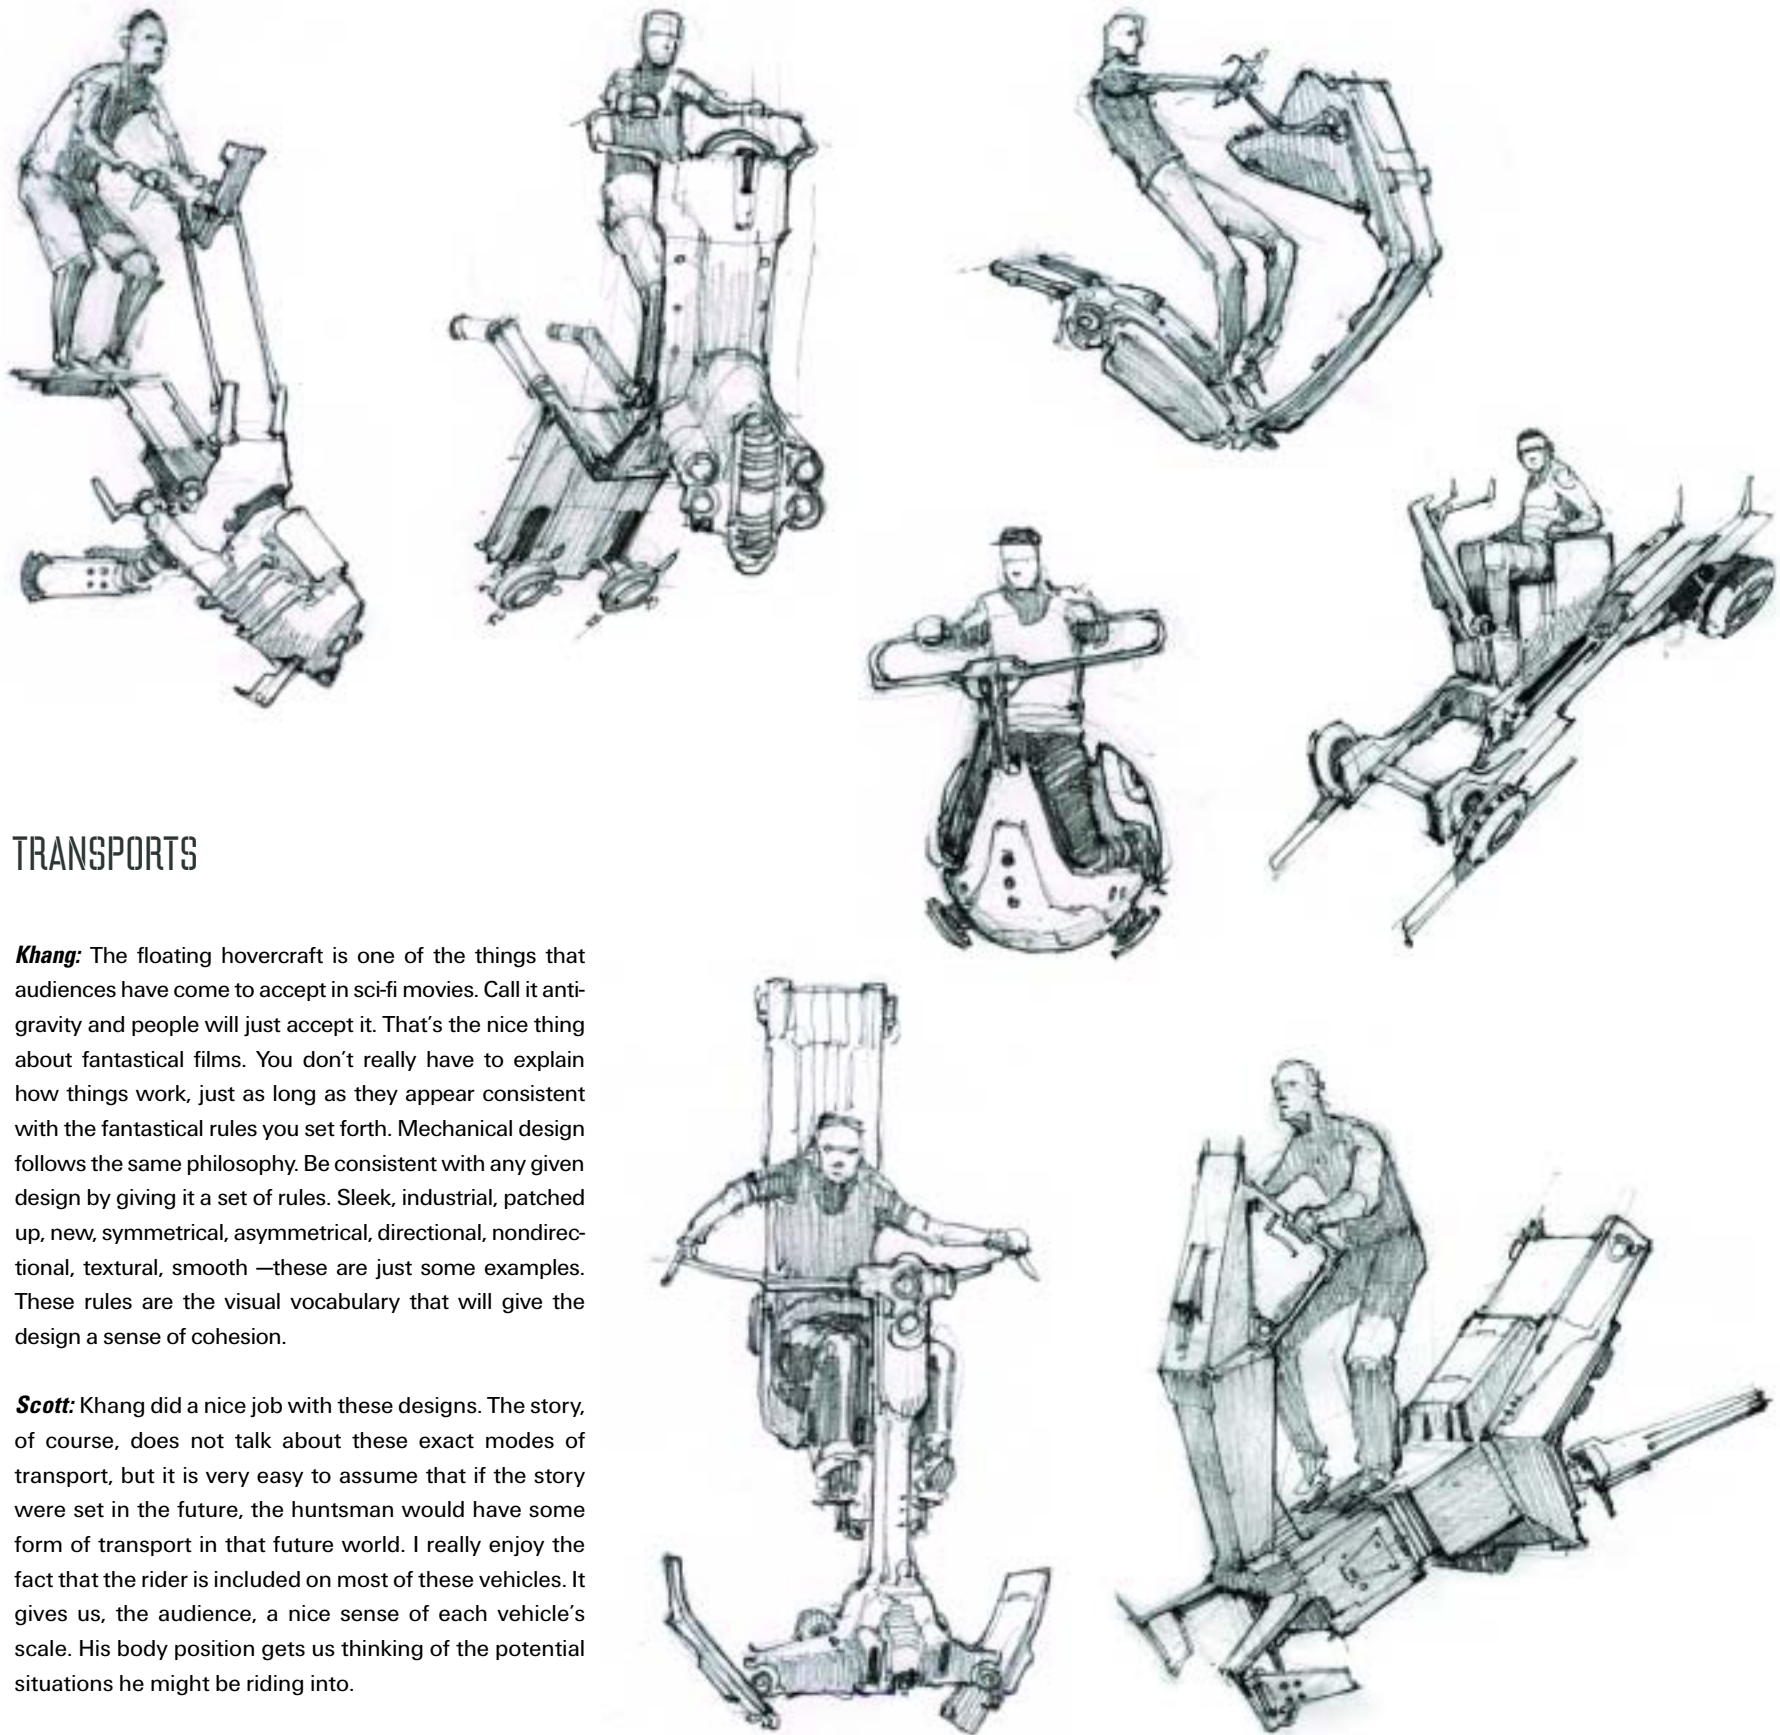 TRANSPORTS
Khang: The floating hovercraft is one of the things that
audiences have come to accept in sci-fi movies. Call it anti-
gravity and people will just accept it. That's the nice thing
about fantastical films. You don't really have to explain
how things work, just as long as they appear consistent
with the fantastical rules you set forth. Mechanical design
follows the same philosophy. Be consistent with any given
design by giving it a set of rules. Sleek, industrial, patched
up, new, symmetrical, asymmetrical, directional, nondirec-
tional, textural, smooth —these are just some examples.
These rules are the visual vocabulary that will give the
design a sense of cohesion.
Scott: Khang did a nice job with these designs. The story,
of course, does not talk about these exact modes of
transport, but it is very easy to assume that if the story
were set in the future, the huntsman would have some
form of transport in that future world. I really enjoy the
fact that the rider is included on most of these vehicles. It
gives us, the audience, a nice sense of each vehicle's
scale. His body position gets us thinking of the potential
situations he might be riding into.